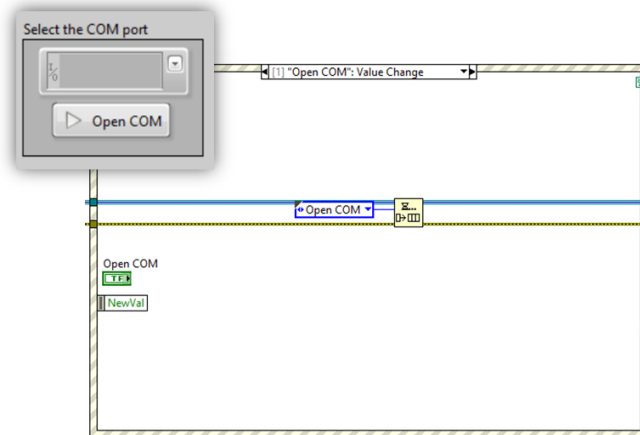 Select the COM port
I/O
Open COM
[1] "Open COM": Value Change
Open COM
Open COM
TF
NewVal